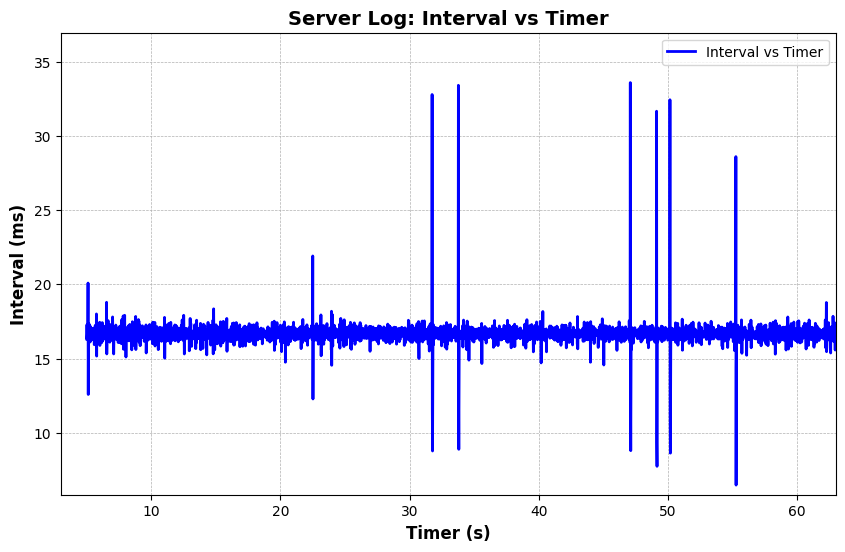 Server Log: Interval vs Timer
Interval vs Timer
35
30
25
20
15
10
Interval (ms)
10 20 30 40 50 60
Timer (s)